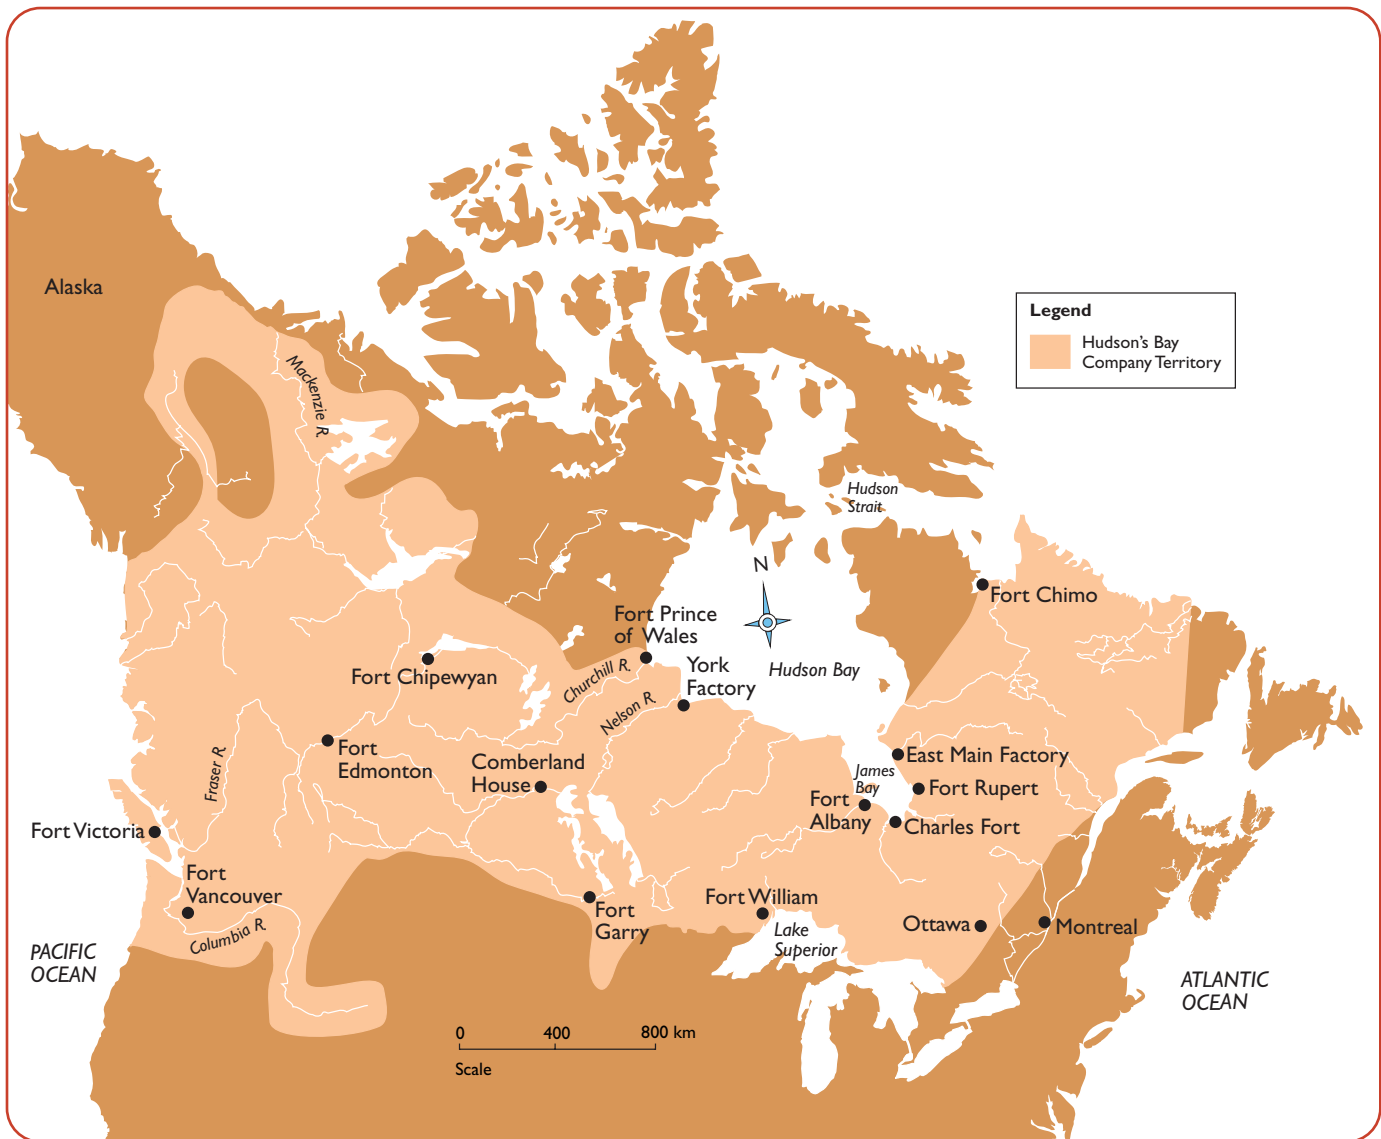 Alaska
Mackenzie R.
Legend
Hudson's Bay
Company Territory
Hudson
Strait
N
Fort Chimo
Fort Prince
of Wales
Hudson Bay
York
Factory
Churchill R.
Nelson R.
Fort Chipewyan
Fort
Edmonton
Fraser R.
Comberland
House
East Main Factory
James
Bay
Fort Rupert
Fort
Albany
Charles Fort
Fort Victoria
Fort
Vancouver
Columbia R.
Fort
Garry
Fort William
Lake
Superior
Ottawa
Montreal
PACIFIC
OCEAN
ATLANTIC
OCEAN
0 400 800 km
Scale